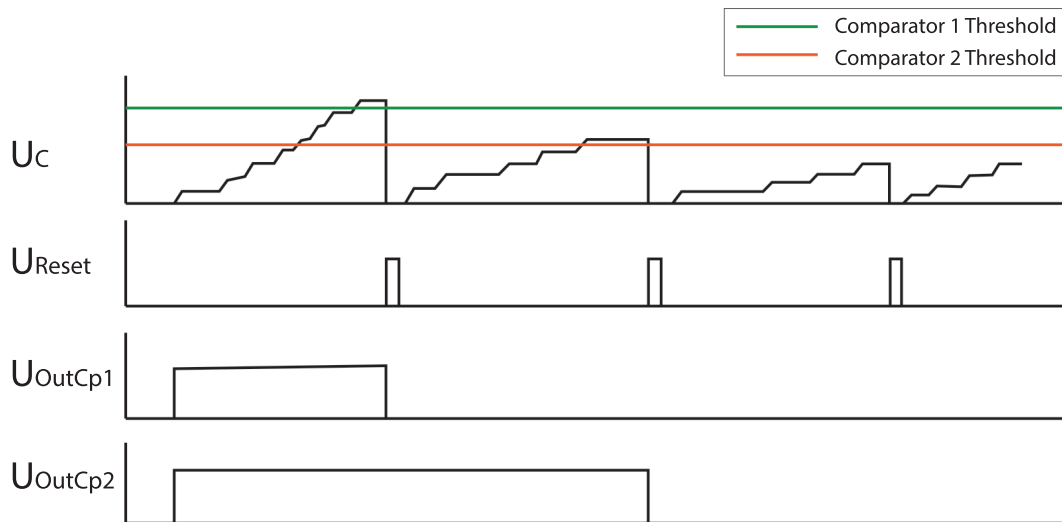 Comparator 1 Threshold
Comparator 2 Threshold
UC
UReset
UOutCp1
UOutCp2